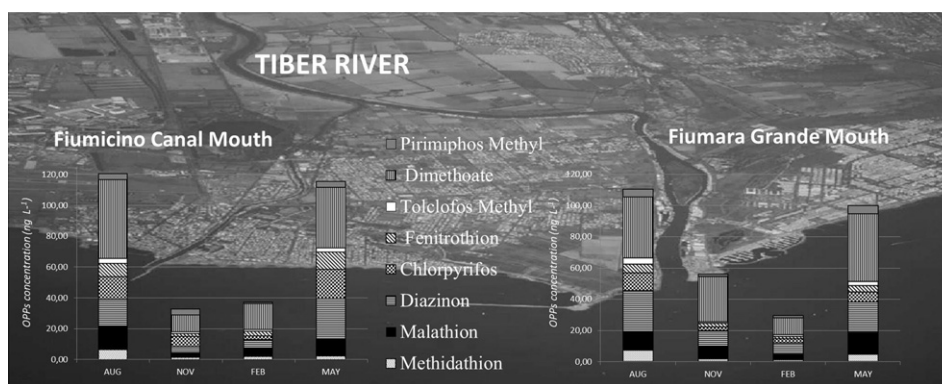 TIBER RIVER
Fiumicino Canal Mouth
OPPs concentration (ng L-1)
120,00
100,00
80,00
60,00
40,00
20,00
0,00
AUG NOV FEB MAY
Pirimiphos Methyl
Dimethoate
Tolclofos Methyl
Fenitrothion
Chlorpyrifos
Diazinon
Malathion
Methidathion
Fiumara Grande Mouth
OPPs concentration (ng L-1)
120,00
100,00
80,00
60,00
40,00
20,00
0,00
AUG NOV FEB MAY